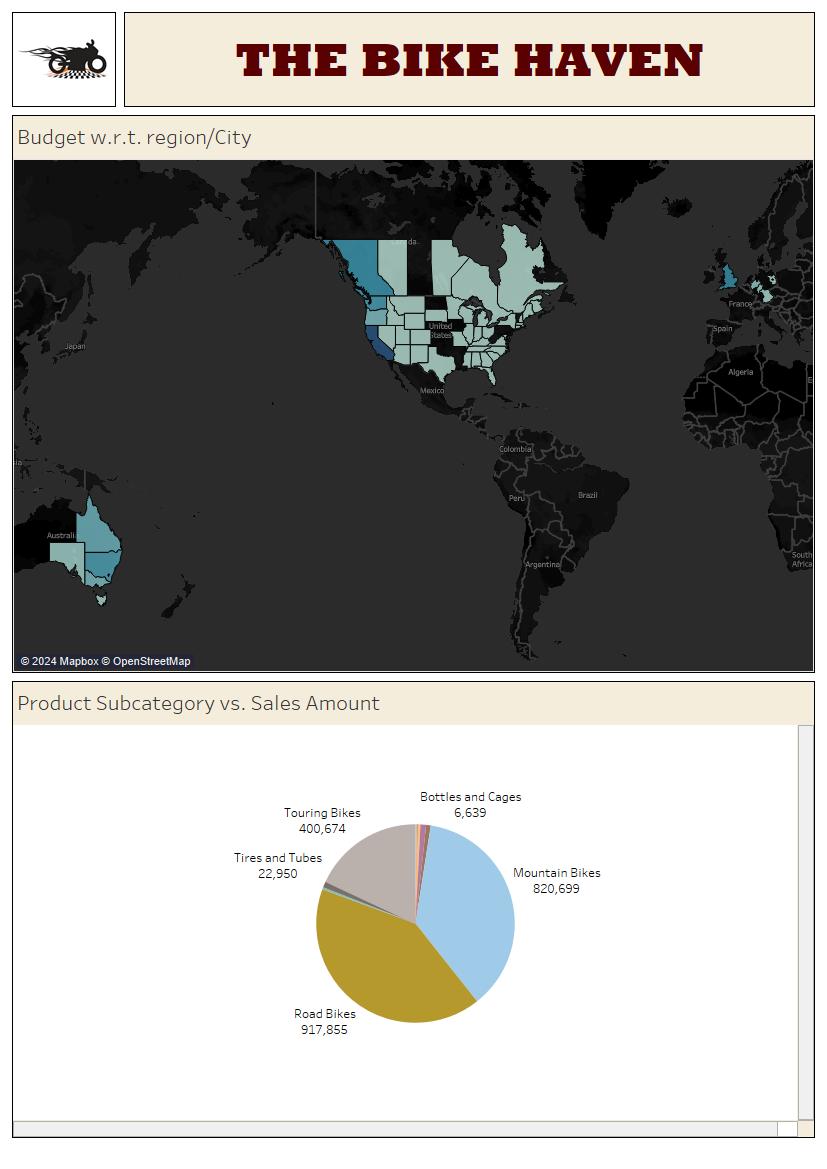 THE BIKE HAVEN
Budget w.r.t. region/City
Canada
United
States
Japan
France
Spain
Mexico
Algeria
Colombia
Peru
Brazil
Australia
Argentina
South
Africa
© 2024 Mapbox © OpenStreetMap
Product Subcategory vs. Sales Amount
Bottles and Cages
6,639
Touring Bikes
400,674
Tires and Tubes
22,950
Mountain Bikes
820,699
Road Bikes
917,855